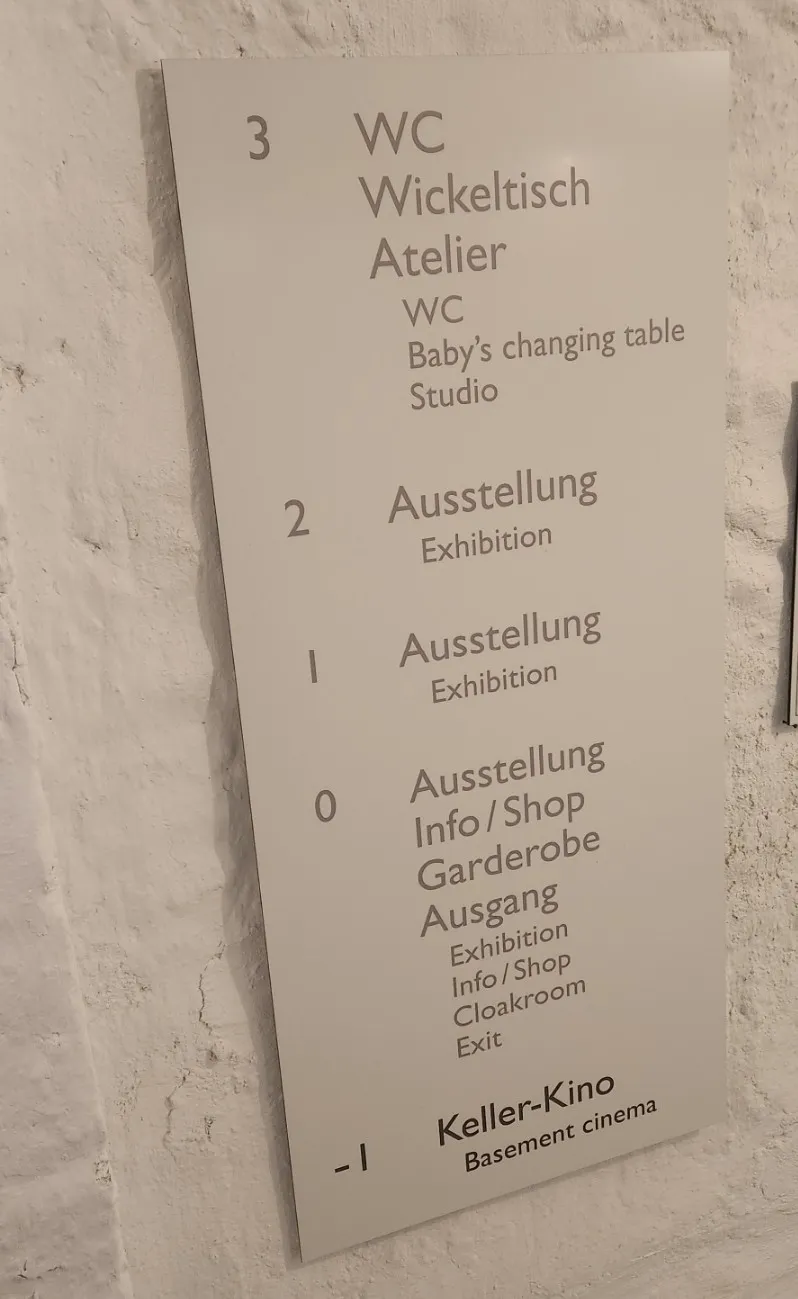 3 WC
Wickeltisch
Atelier
WC
Baby's changing table
Studio
2 Ausstellung
Exhibition
1 Ausstellung
Exhibition
0 Ausstellung
Info / Shop
Garderobe
Ausgang
Exhibition
Info / Shop
Cloakroom
Exit
-1 Keller-Kino
Basement cinema